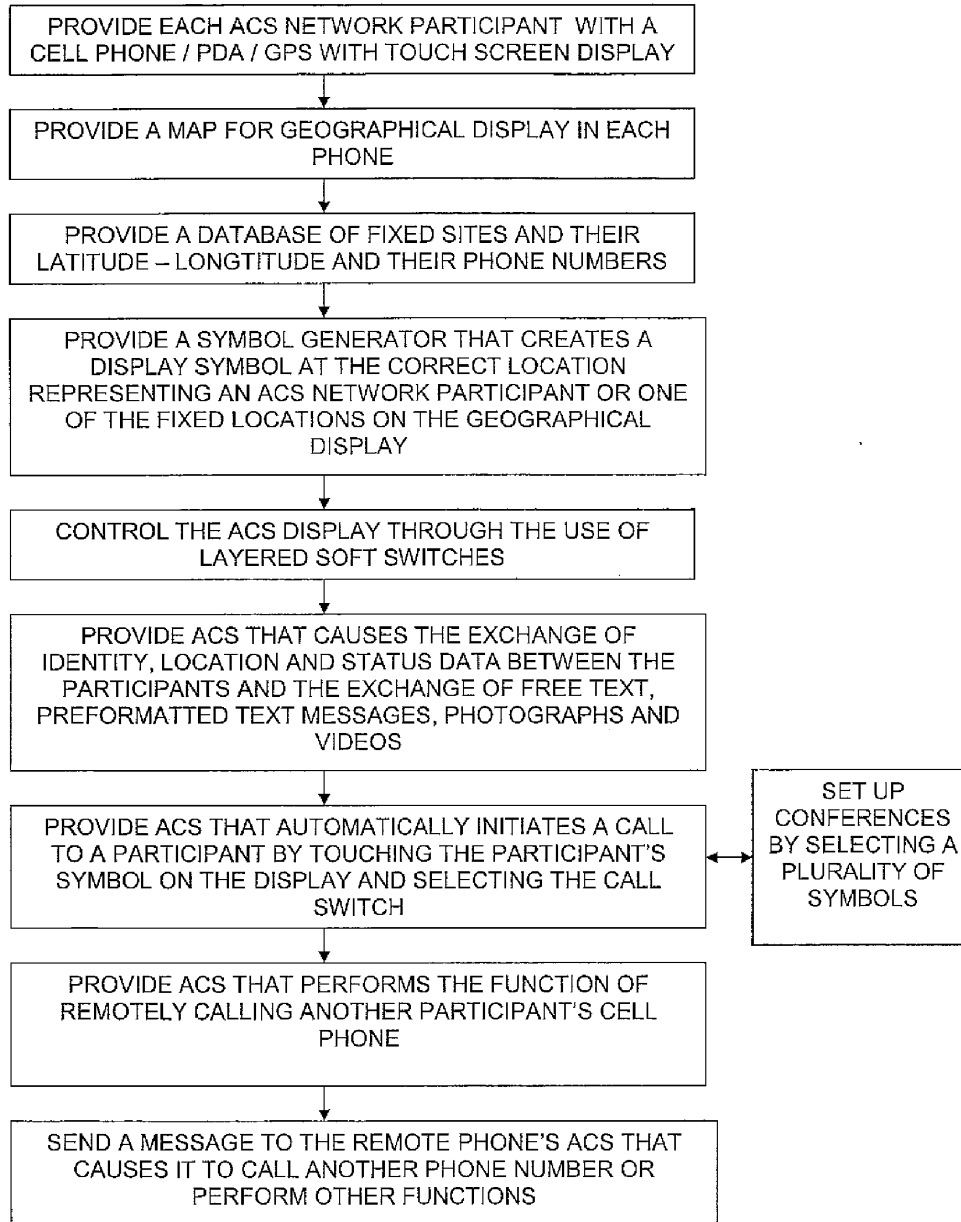 PROVIDE EACH ACS NETWORK PARTICIPANT WITH A
CELL PHONE / PDA / GPS WITH TOUCH SCREEN DISPLAY
PROVIDE A MAP FOR GEOGRAPHICAL DISPLAY IN EACH
PHONE
PROVIDE A DATABASE OF FIXED SITES AND THEIR
LATITUDE – LONGTITUDE AND THEIR PHONE NUMBERS
PROVIDE A SYMBOL GENERATOR THAT CREATES A
DISPLAY SYMBOL AT THE CORRECT LOCATION
REPRESENTING AN ACS NETWORK PARTICIPANT OR ONE
OF THE FIXED LOCATIONS ON THE GEOGRAPHICAL
DISPLAY
CONTROL THE ACS DISPLAY THROUGH THE USE OF
LAYERED SOFT SWITCHES
PROVIDE ACS THAT CAUSES THE EXCHANGE OF
IDENTITY, LOCATION AND STATUS DATA BETWEEN THE
PARTICIPANTS AND THE EXCHANGE OF FREE TEXT,
PREFORMATTED TEXT MESSAGES, PHOTOGRAPHS AND
VIDEOS
PROVIDE ACS THAT AUTOMATICALLY INITIATES A CALL
TO A PARTICIPANT BY TOUCHING THE PARTICIPANT'S
SYMBOL ON THE DISPLAY AND SELECTING THE CALL
SWITCH
SET UP
CONFERENCES
BY SELECTING A
PLURALITY OF
SYMBOLS
PROVIDE ACS THAT PERFORMS THE FUNCTION OF
REMOTELY CALLING ANOTHER PARTICIPANT'S CELL
PHONE
SEND A MESSAGE TO THE REMOTE PHONE'S ACS THAT
CAUSES IT TO CALL ANOTHER PHONE NUMBER OR
PERFORM OTHER FUNCTIONS